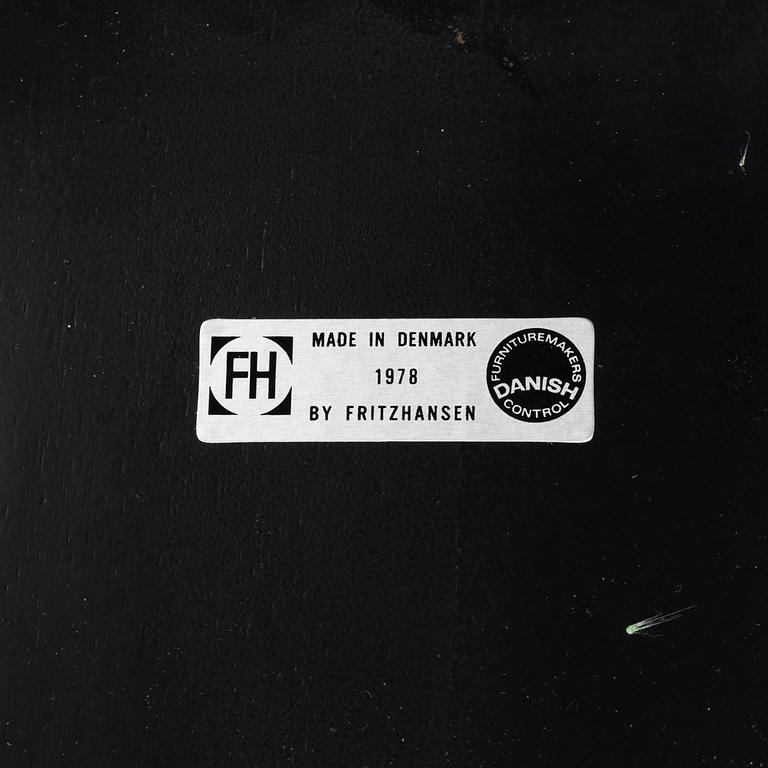 FH
MADE IN DENMARK
1978
BY FRITZHANSEN
FURNITUREMAKERS
DANISH
CONTROL